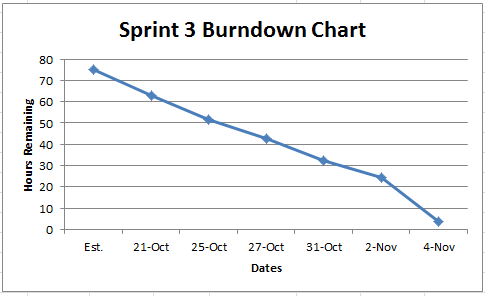 Sprint 3 Burndown Chart
Hours Remaining
80
70
60
50
40
30
20
10
0
Est. 21-Oct 25-Oct 27-Oct 31-Oct 2-Nov 4-Nov
Dates